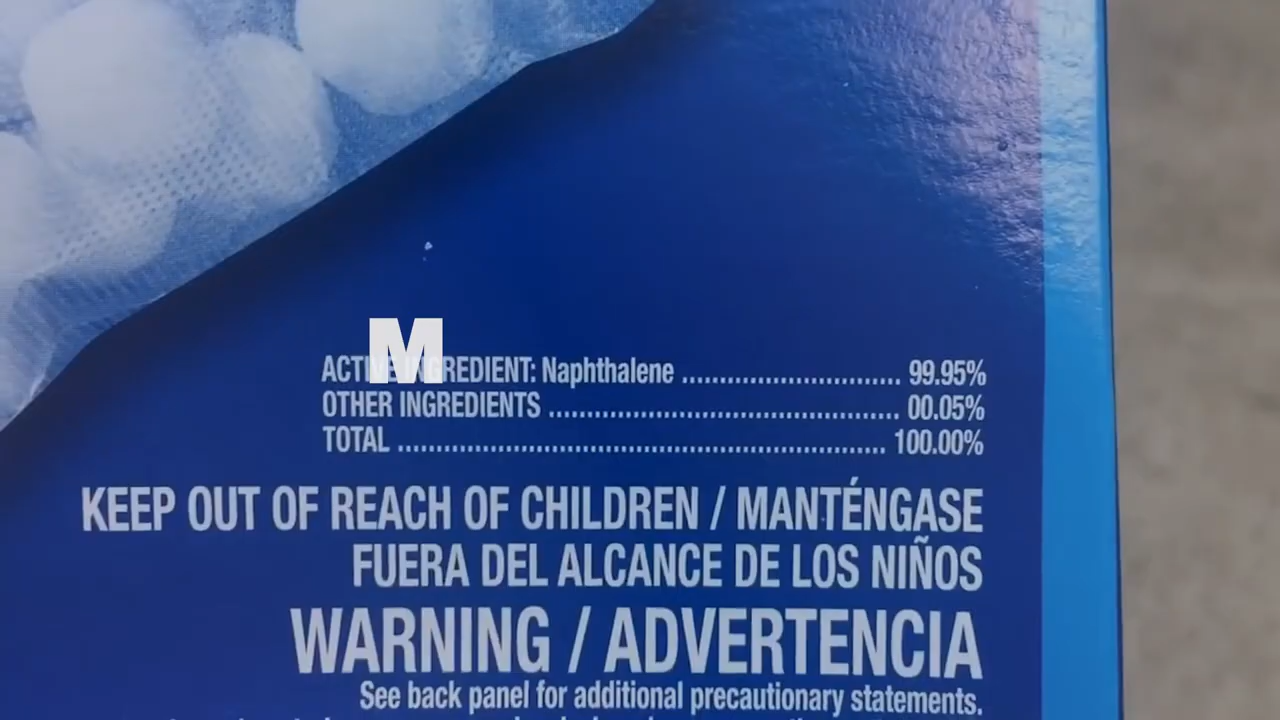 M
ACTIVE INGREDIENT: Naphthalene ................................ 99.95%
OTHER INGREDIENTS ................................................ 00.05%
TOTAL .................................................................. 100.00%
KEEP OUT OF REACH OF CHILDREN / MANTÉNGASE
FUERA DEL ALCANCE DE LOS NIÑOS
WARNING / ADVERTENCIA
See back panel for additional precautionary statements.